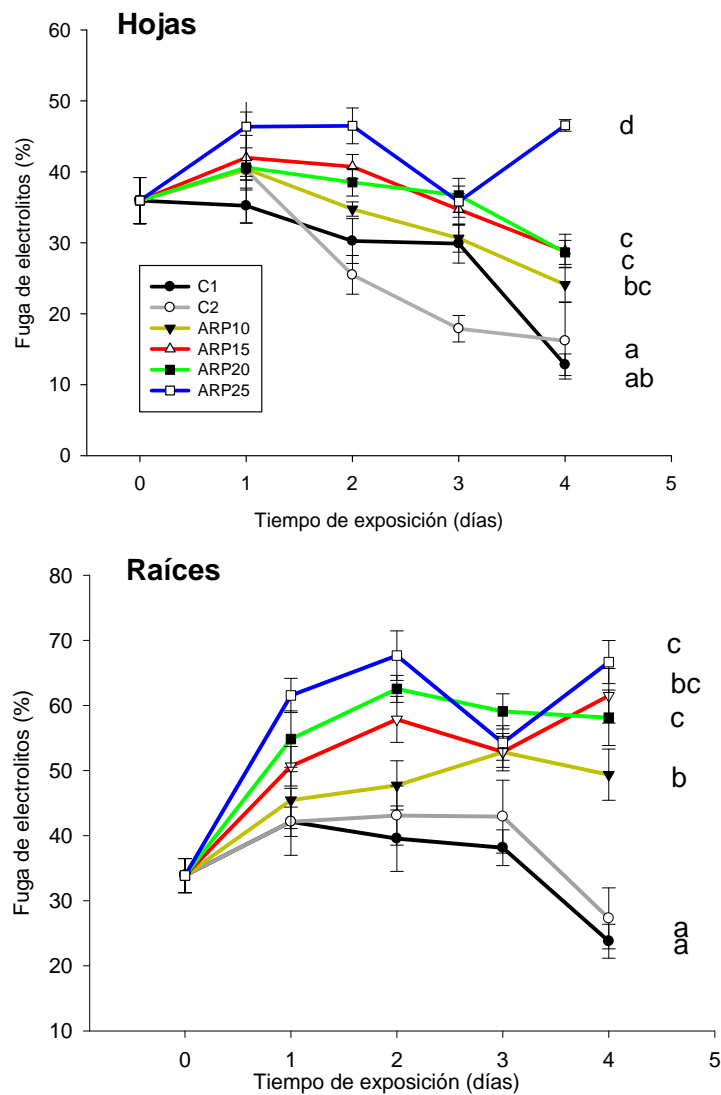 Hojas
60
50
40
30
20
10
0
Fuga de electrolitos (%)
C1
C2
ARP10
ARP15
ARP20
ARP25
d
c
c
bc
a
ab
0 1 2 3 4 5
Tiempo de exposición (días)
Raíces
80
70
60
50
40
30
20
10
Fuga de electrolitos (%)
c
bc
c
b
a
a
0 1 2 3 4 5
Tiempo de exposición (días)